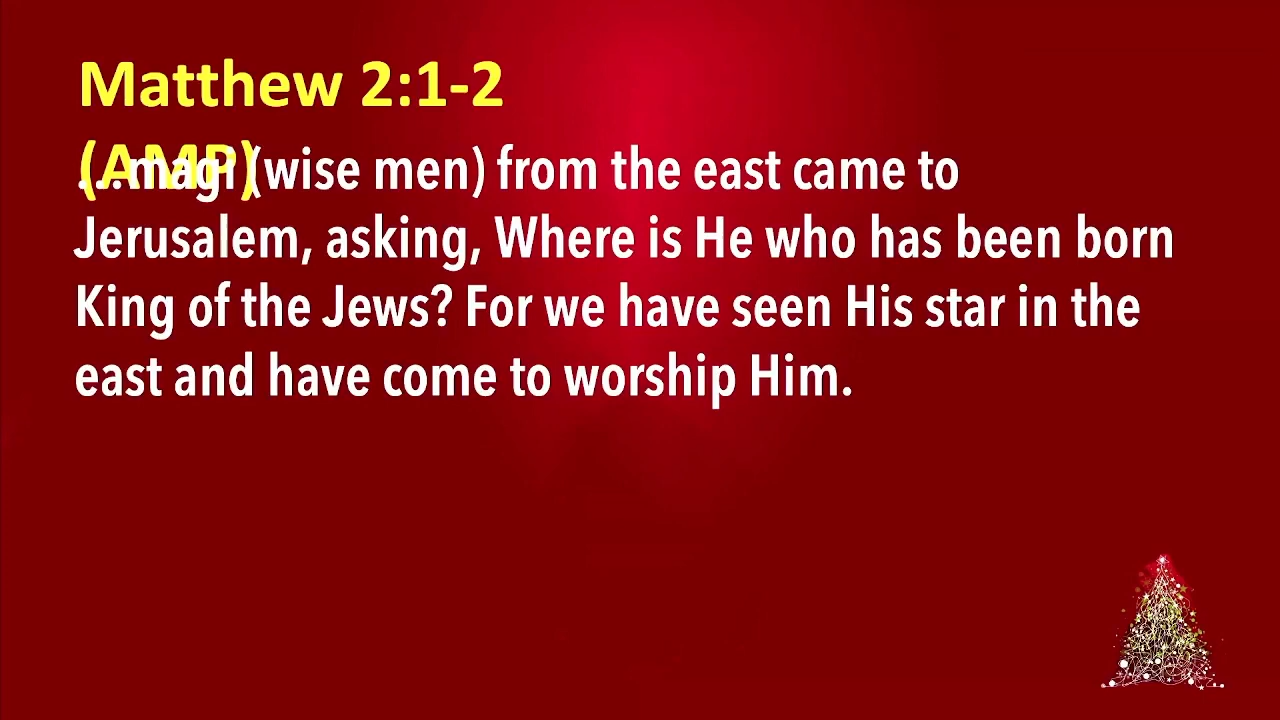 Matthew 2:1-2
(AMP)
...magi (wise men) from the east came to
Jerusalem, asking, Where is He who has been born
King of the Jews? For we have seen His star in the
east and have come to worship Him.